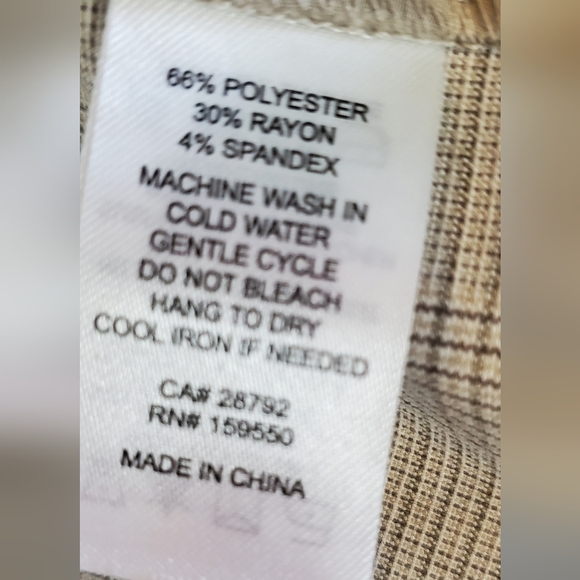 66% POLYESTER
30% RAYON
4% SPANDEX
MACHINE WASH IN
COLD WATER
GENTLE CYCLE
DO NOT BLEACH
HANG TO DRY
COOL IRON IF NEEDED
CA# 28792
RN# 159550
MADE IN CHINA